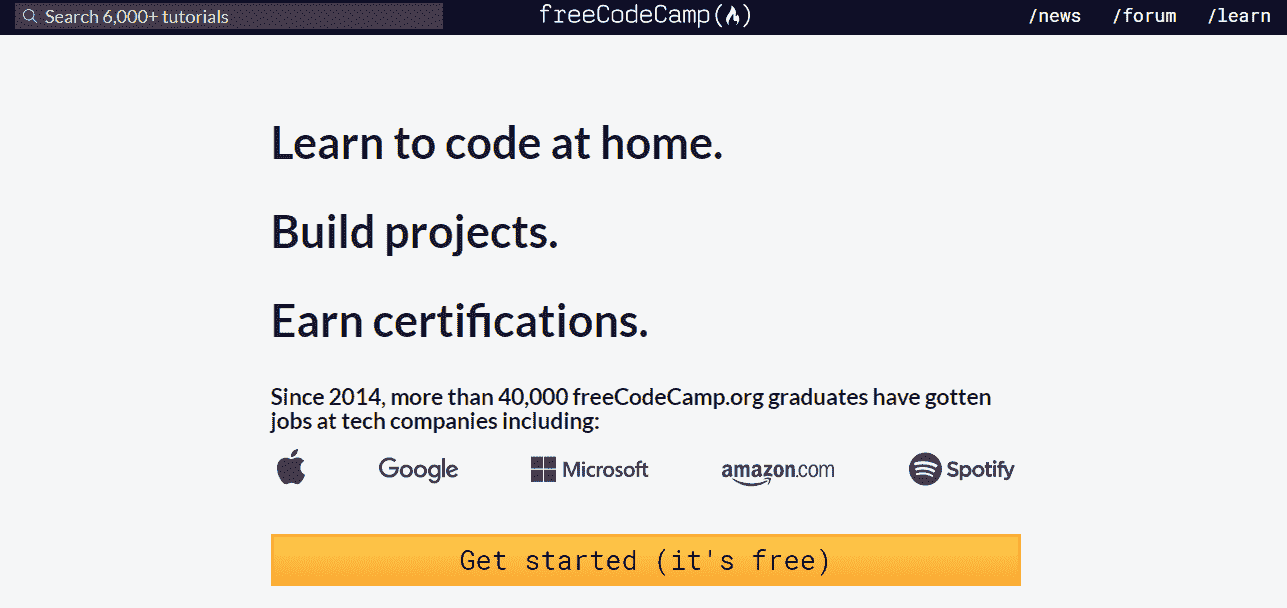 Search 6,000+ tutorials
freeCodeCamp(🔥)
/news /forum /learn
Learn to code at home.
Build projects.
Earn certifications.
Since 2014, more than 40,000 freeCodeCamp.org graduates have gotten
jobs at tech companies including:
Google Microsoft amazon.com Spotify
Get started (it's free)